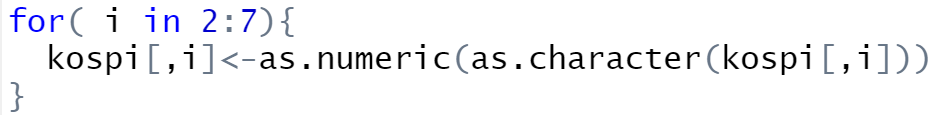 for( i in 2:7){
  kospi[,i]<-as.numeric(as.character(kospi[,i]))
}